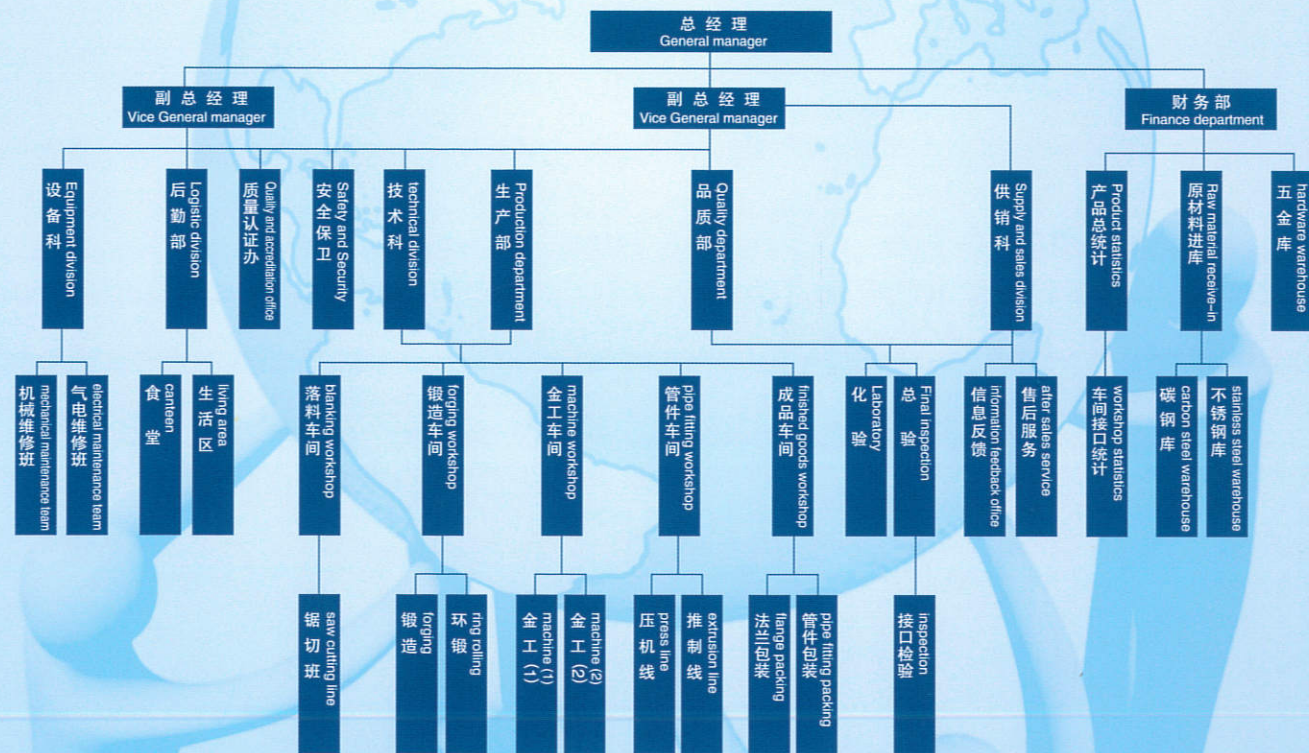 总经理
General manager
副总经理
Vice General manager
副总经理
Vice General manager
财务部
Finance department
设备科
Equipment division
后勤部
Logistic division
质量认证办
Quality and accreditation office
安全保卫
Safety and Security
技术科
technical division
生产部
Production department
品质部
Quality department
供销科
Supply and sales division
产品总统计
Product statistics
原材料进库
Raw material receive-in
五金库
hardware warehouse
机械维修班
mechanical maintenance team
气电维修班
electrical maintenance team
食堂
canteen
生活区
living area
落料车间
blanking workshop
锻造车间
forging workshop
金工车间
machine workshop
管件车间
pipe fitting workshop
成品车间
finished goods workshop
化验
Laboratory
总验
Final inspection
信息反馈
information feedback office
售后服务
after sales service
车间接口统计
workshop statistics
碳钢库
carbon steel warehouse
不锈钢库
stainless steel warehouse
锯切班
saw cutting line
锻造
forging
环锻
ring rolling
金工(1)
machine (1)
金工(2)
machine (2)
压机线
press line
推制线
extrusion line
法兰包装
flange packing
管件包装
pipe fitting packing
接口检验
inspection